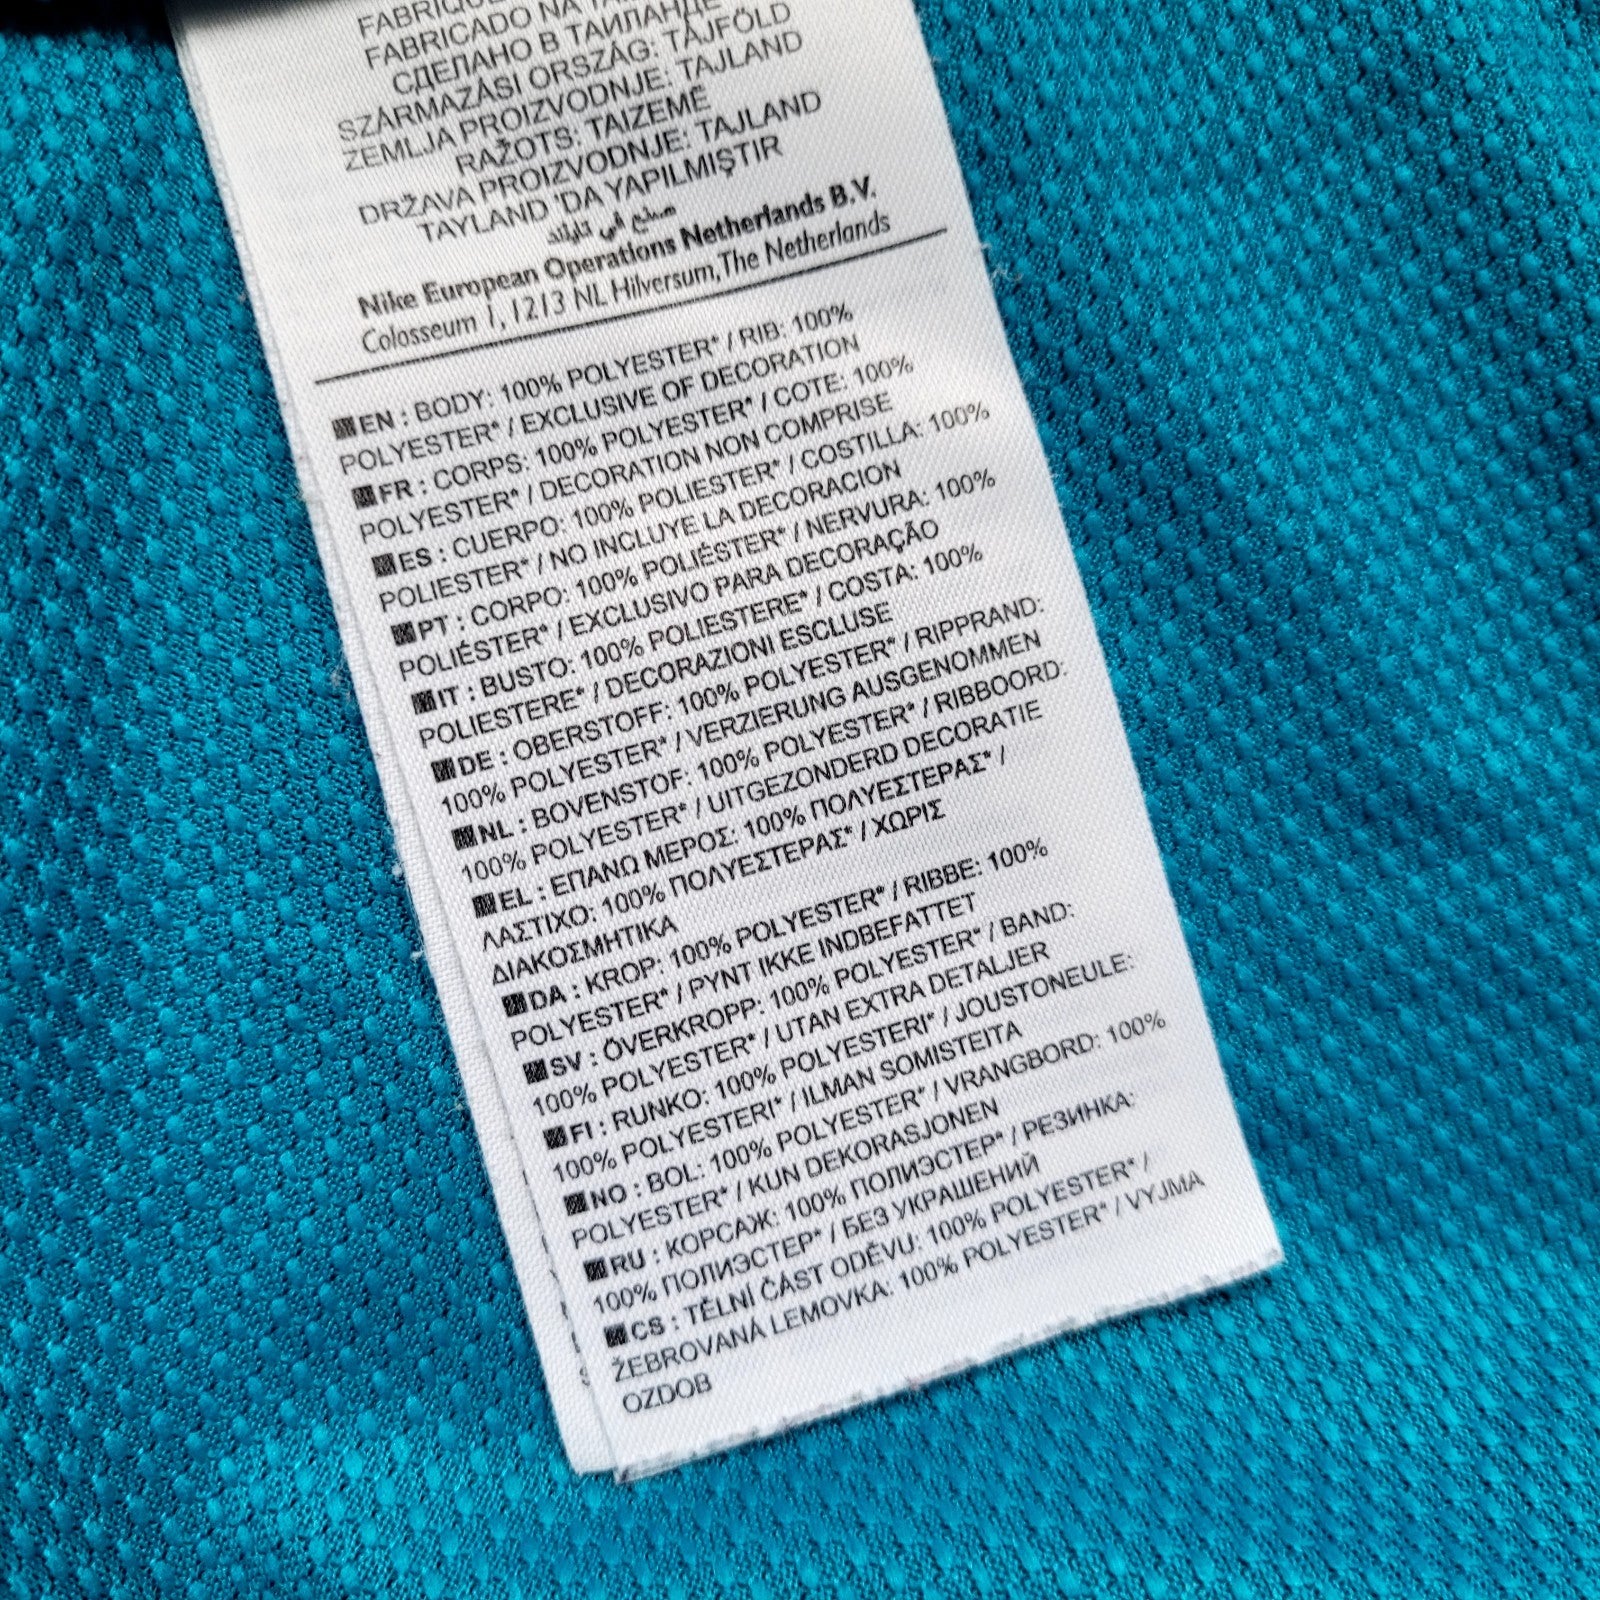 FABRIQUÉ
FABRICADO NA
СДЕЛАНО В ТАИЛАНДЕ
SZÁRMAZÁSI ORSZÁG: TÁJFÖLD
ZEMLJA PROIZVODNJE: TAJLAND
RAŽOTS: TAIZEMĒ
DRŽAVA PROIZVODNJE: TAJLAND
TAYLAND 'DA YAPILMIŞTIR
صنع في تايلاند
Nike European Operations Netherlands B.V.
Colosseum 1, 1213 NL Hilversum, The Netherlands
EN : BODY: 100% POLYESTER* / RIB: 100%
POLYESTER* / EXCLUSIVE OF DECORATION
FR : CORPS: 100% POLYESTER* / COTE: 100%
POLYESTER* / DECORATION NON COMPRISE
ES : CUERPO: 100% POLIESTER* / COSTILLA: 100%
POLIESTER* / NO INCLUYE LA DECORACION
PT : CORPO: 100% POLIÉSTER* / NERVURA: 100%
POLIÉSTER* / EXCLUSIVO PARA DECORAÇÃO
IT : BUSTO: 100% POLIESTERE* / COSTA: 100%
POLIESTERE* / DECORAZIONI ESCLUSE
DE : OBERSTOFF: 100% POLYESTER* / RIPPRAND:
100% POLYESTER* / VERZIERUNG AUSGENOMMEN
NL : BOVENSTOF: 100% POLYESTER* / RIBBOORD:
100% POLYESTER* / UITGEZONDERD DECORATIE
EL : ΕΠΑΝΩ ΜΕΡΟΣ: 100% ΠΟΛΥΕΣΤΕΡΑΣ* /
ΛΑΣΤΙΧΟ: 100% ΠΟΛΥΕΣΤΕΡΑΣ* / ΧΩΡΙΣ
ΔΙΑΚΟΣΜΗΤΙΚΑ
DA : KROP: 100% POLYESTER* / RIBBE: 100%
POLYESTER* / PYNT IKKE INDBEFATTET
SV : ÖVERKROPP: 100% POLYESTER* / BAND:
100% POLYESTER* / UTAN EXTRA DETALJER
FI : RUNKO: 100% POLYESTERI* / JOUSTONEULE:
100% POLYESTERI* / ILMAN SOMISTEITA
NO : BOL: 100% POLYESTER* / VRANGBORD: 100%
POLYESTER* / KUN DEKORASJONEN
RU : КОРСАЖ: 100% ПОЛИЭСТЕР* / РЕЗИНКА:
100% ПОЛИЭСТЕР* / БЕЗ УКРАШЕНИЙ
CS : TĚLNÍ ČÁST ODĚVU: 100% POLYESTER* /
ŽEBROVANÁ LEMOVKA: 100% POLYESTER* / VYJMA
OZDOB